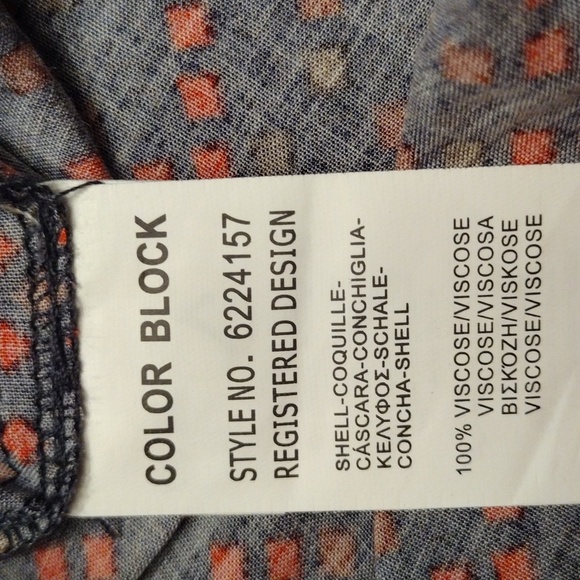 COLOR BLOCK
STYLE NO. 6224157
REGISTERED DESIGN
SHELL-COQUILLE-
CÁSCARA-CONCHIGLIA-
ΚΕΛΥΦΟΣ-SCHALE-
CONCHA-SHELL
100% VISCOSE/VISCOSE
VISCOSE/VISCOSA
ΒΙΣΚΟΖΗ/VISKOSE
VISCOSE/VISCOSE